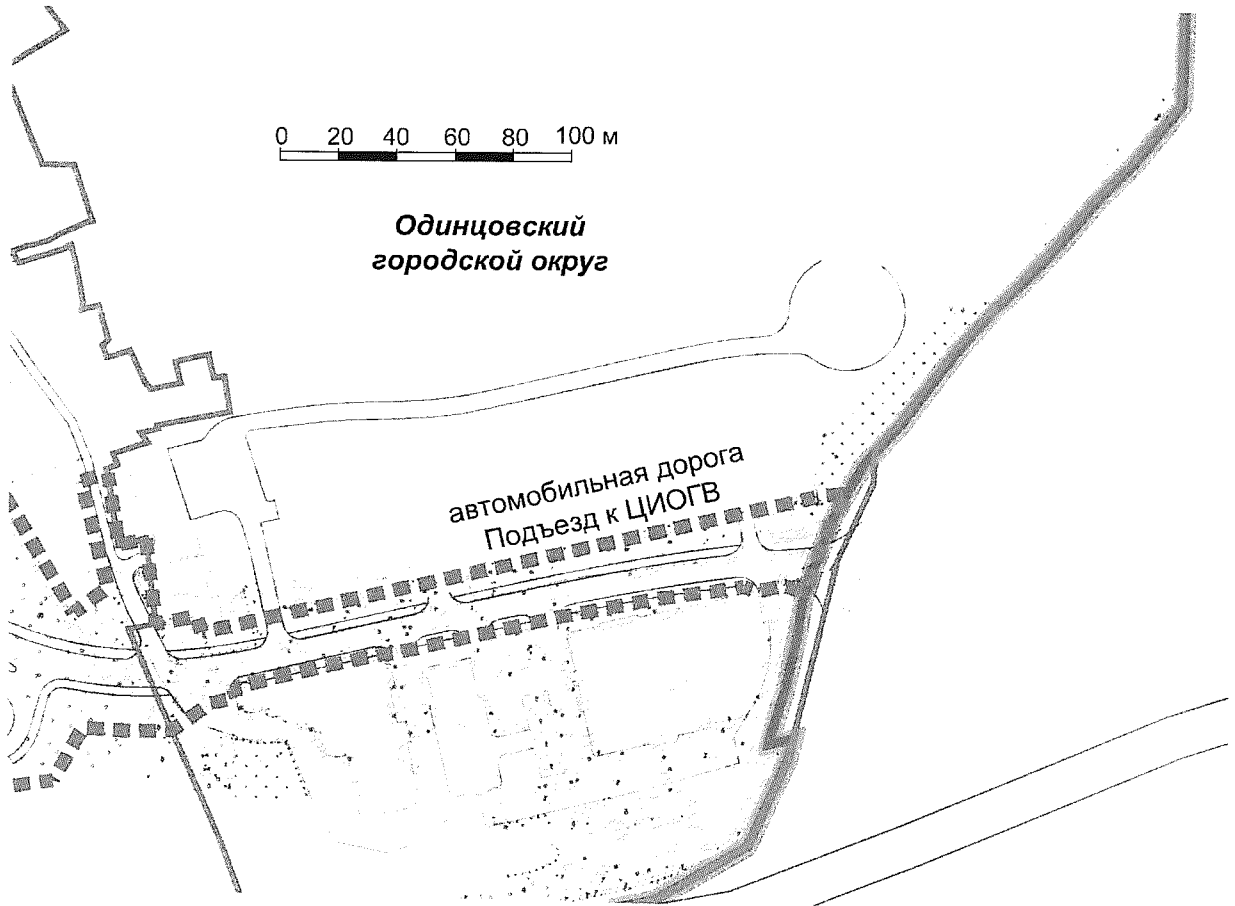 0 20 40 60 80 100 м
Одинцовский
городской округ
автомобильная дорога
Подъезд к ЦИОГВ